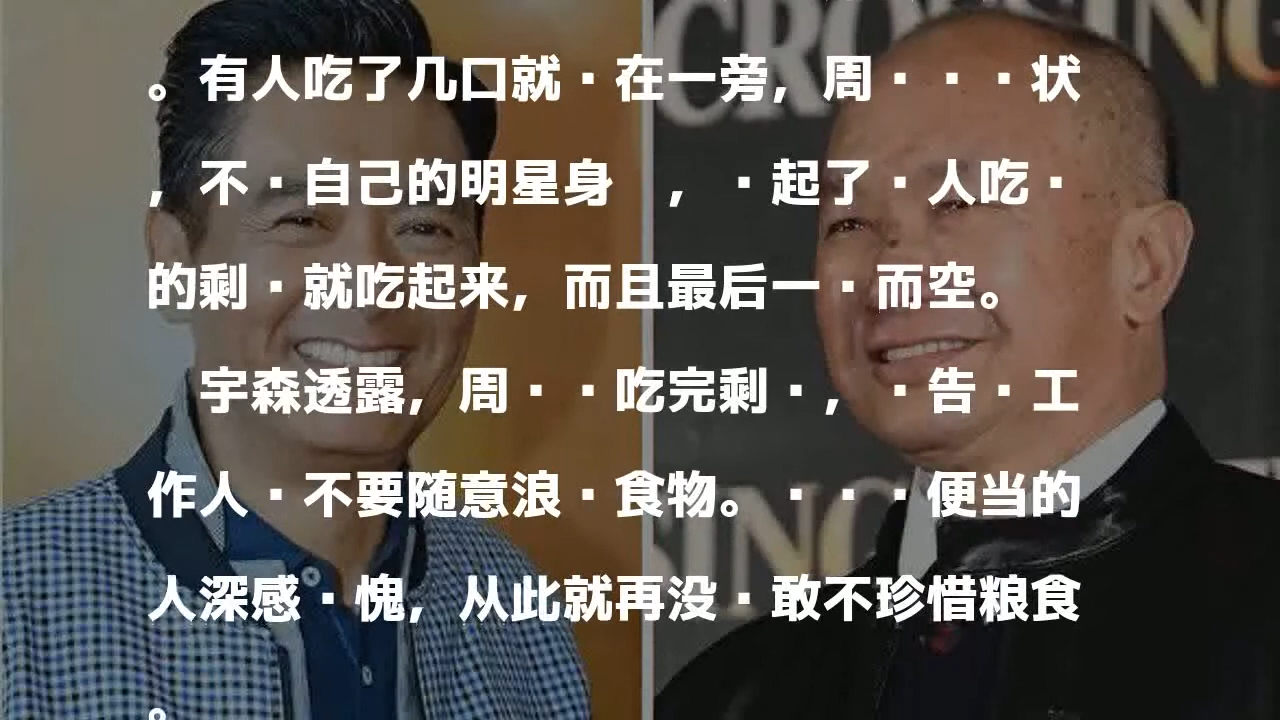 CROSSING
。有人吃了几口就·在一旁，周···状
，不·自己的明星身　，·起了·人吃·
的剩·就吃起来，而且最后一·而空。
宇森透露，周··吃完剩·，·告·工
作人·不要随意浪·食物。···便当的
SING
人深感·愧，从此就再没·敢不珍惜粮食
。